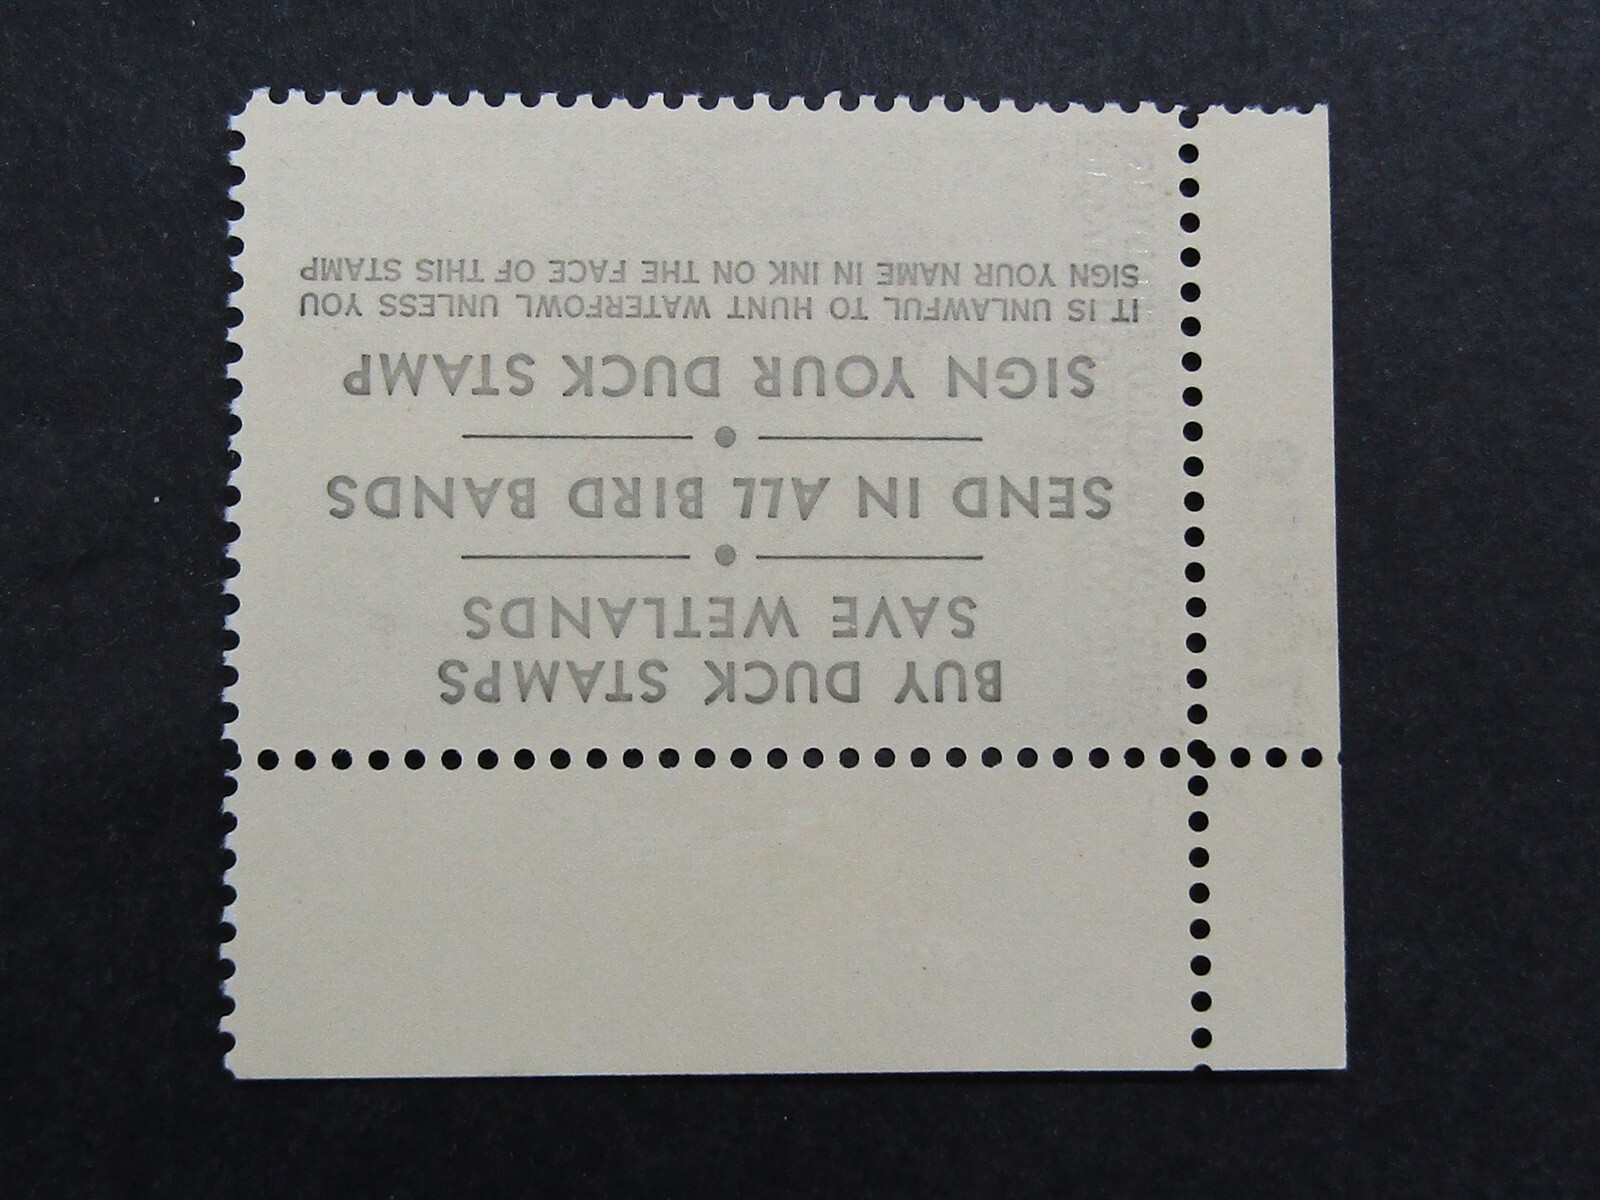 BUY DUCK STAMPS
SAVE WETLANDS
SEND IN ALL BIRD BANDS
SIGN YOUR DUCK STAMP
IT IS UNLAWFUL TO HUNT WATERFOWL UNLESS YOU
SIGN YOUR NAME IN INK ON THE FACE OF THIS STAMP